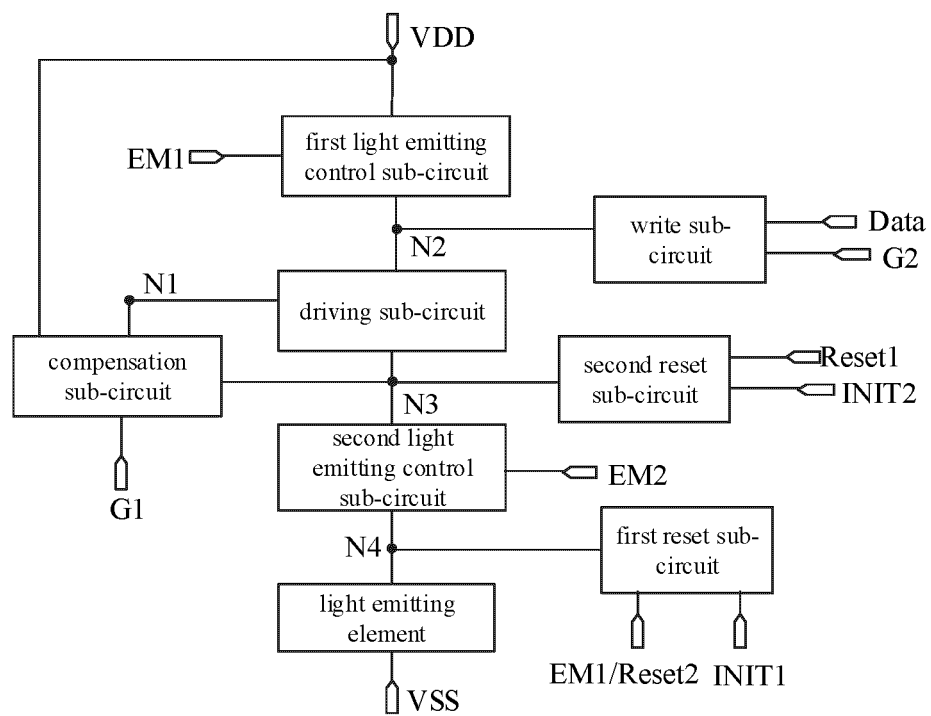 VDD
first light emitting
control sub-circuit
EM1
write sub-
circuit
Data
G2
N2
N1
driving sub-circuit
compensation
sub-circuit
second reset
sub-circuit
Reset1
INIT2
N3
second light
emitting control
sub-circuit
EM2
G1
N4
first reset sub-
circuit
light emitting
element
EM1/Reset2
INIT1
VSS